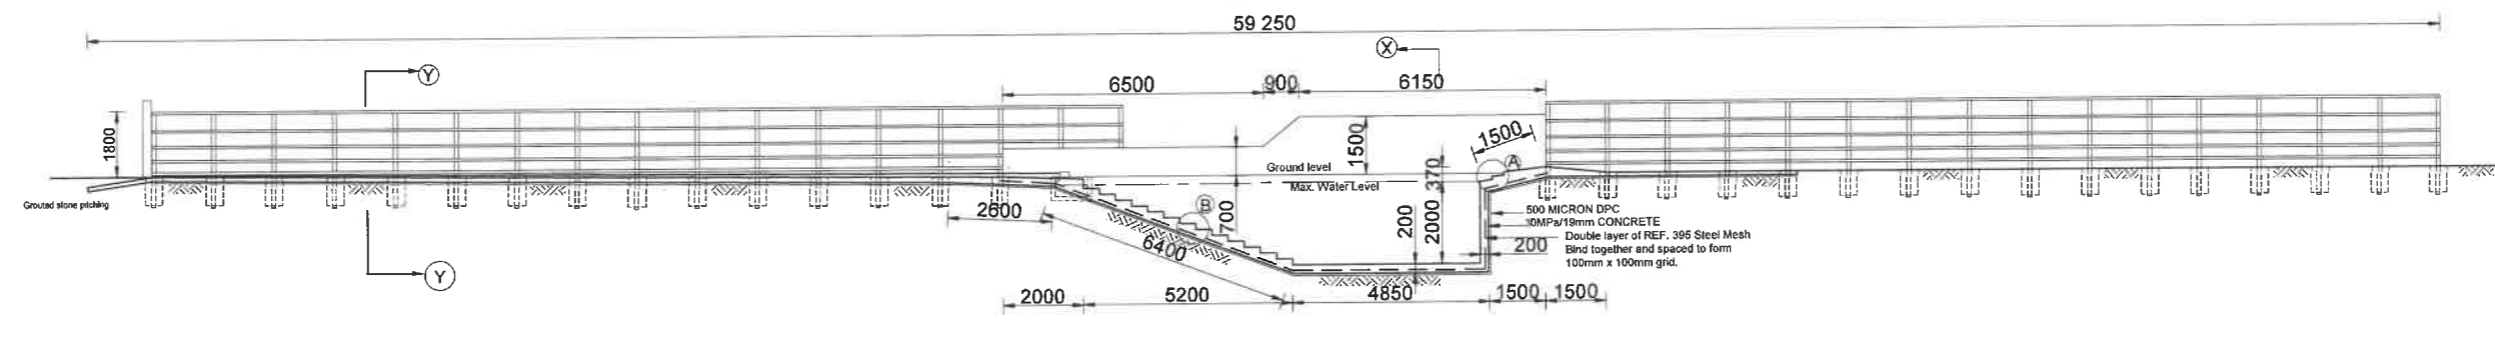 59 250
X
Y
6500
900
6150
1800
1500
1500
A
370
Ground level
Max. Water Level
Grouted stone pitching
2600
B
700
200
2000
500 MICRON DPC
30MPa/19mm CONCRETE
Double layer of REF. 395 Steel Mesh
200
Bind together and spaced to form
100mm x 100mm grid.
6400
Y
2000
5200
4850
1500
1500